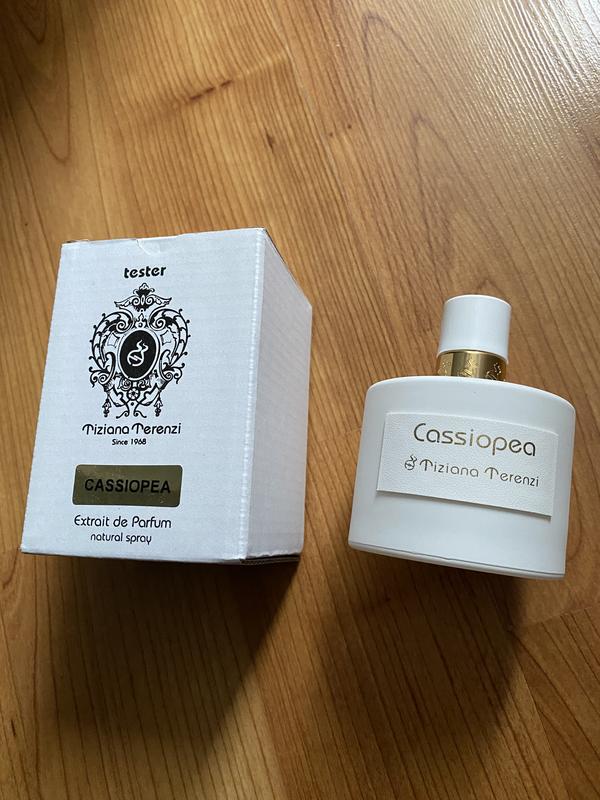 tester
Tiziana Terenzi
Since 1968
CASSIOPEA
Extrait de Parfum
natural spray
Cassiopea
Tiziana Terenzi